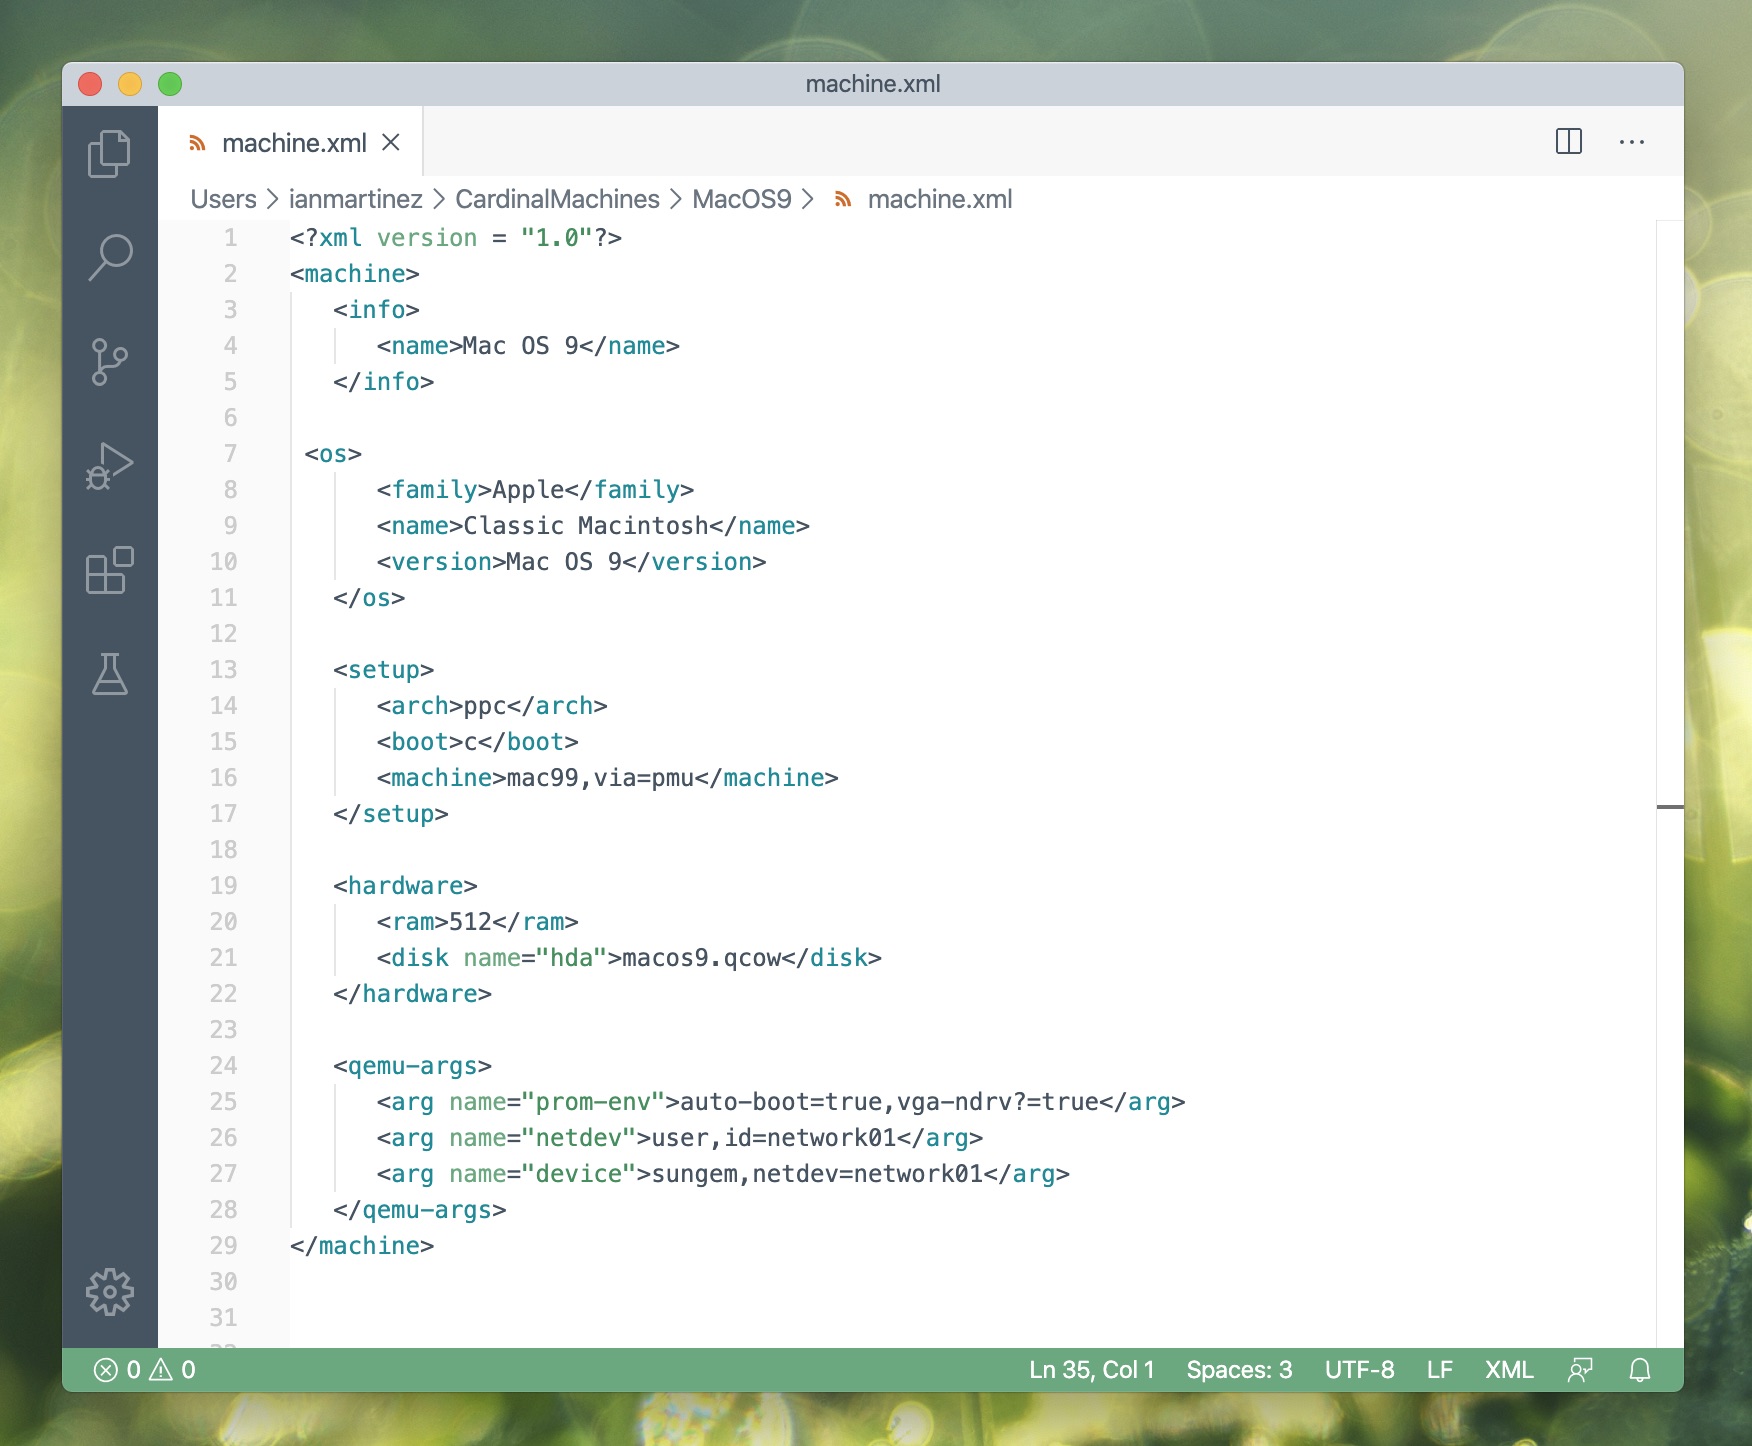 machine.xml
machine.xml
Users > ianmartinez > CardinalMachines > MacOS9 > machine.xml
1 <?xml version = "1.0"?>
2 <machine>
3 <info>
4 <name>Mac OS 9</name>
5 </info>
6
7 <os>
8 <family>Apple</family>
9 <name>Classic Macintosh</name>
10 <version>Mac OS 9</version>
11 </os>
12
13 <setup>
14 <arch>ppc</arch>
15 <boot>c</boot>
16 <machine>mac99,via=pmu</machine>
17 </setup>
18
19 <hardware>
20 <ram>512</ram>
21 <disk name="hda">macos9.qcow</disk>
22 </hardware>
23
24 <qemu-args>
25 <arg name="prom-env">auto-boot=true,vga-ndrv?=true</arg>
26 <arg name="netdev">user,id=network01</arg>
27 <arg name="device">sungem,netdev=network01</arg>
28 </qemu-args>
29 </machine>
30
31
0 0 Ln 35, Col 1 Spaces: 3 UTF-8 LF XML